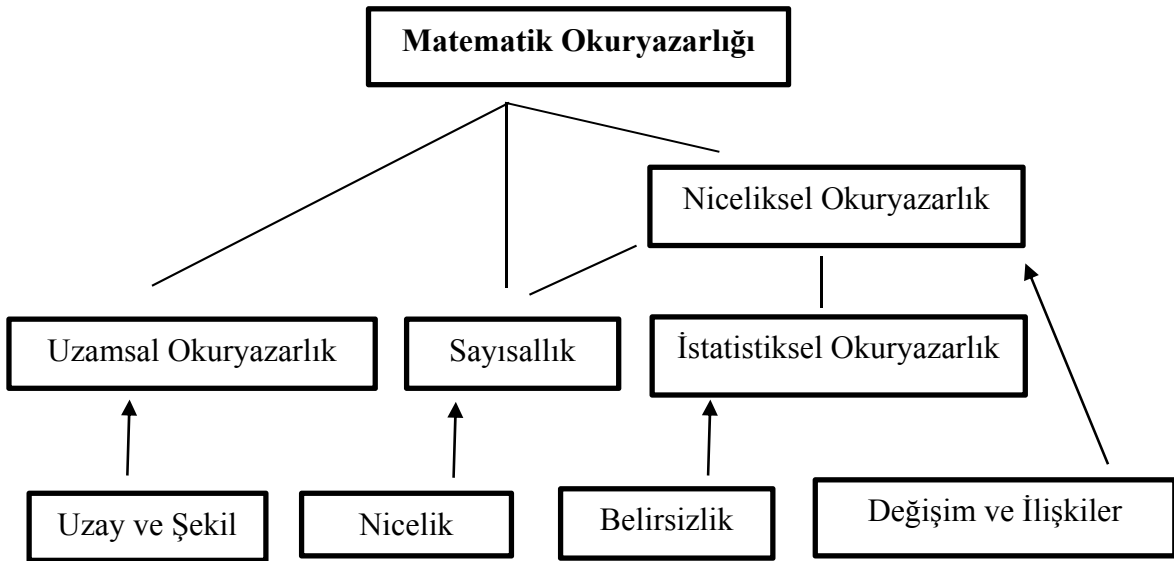 Matematik Okuryazarlığı
Niceliksel Okuryazarlık
Uzamsal Okuryazarlık
Sayısallık
İstatistiksel Okuryazarlık
Uzay ve Şekil
Nicelik
Belirsizlik
Değişim ve İlişkiler